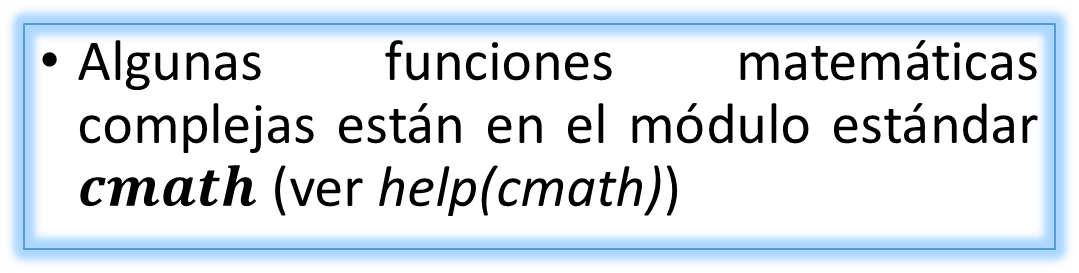 • Algunas funciones matemáticas
complejas están en el módulo estándar
cmath (ver help(cmath))